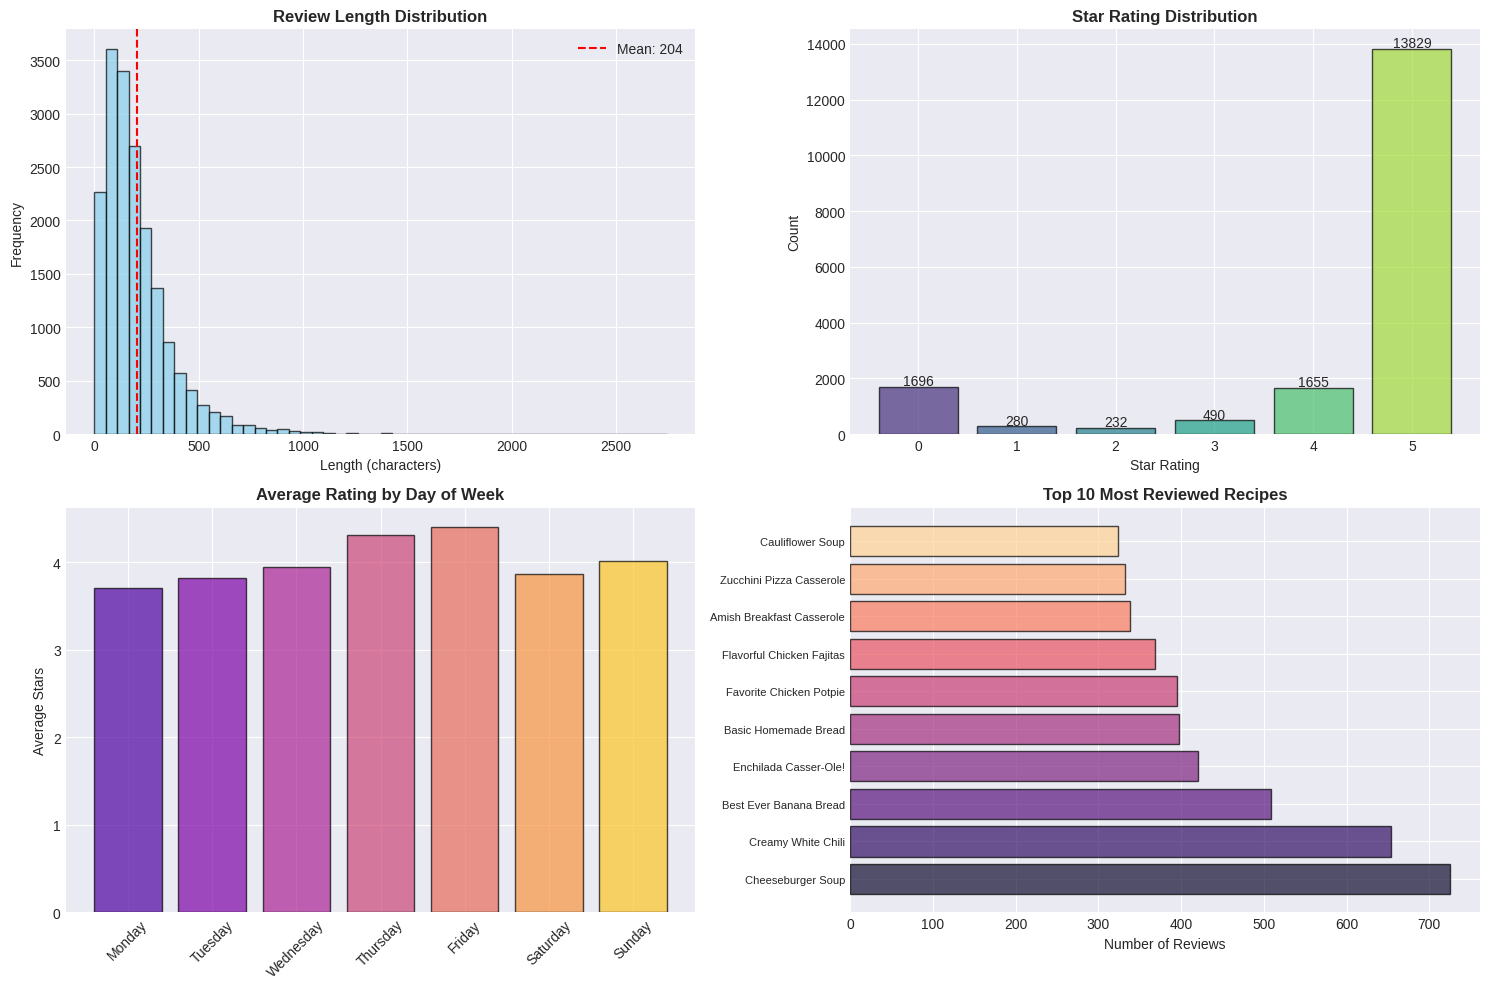 Review Length Distribution
Mean: 204
Frequency
3500
3000
2500
2000
1500
1000
500
0
0 500 1000 1500 2000 2500
Length (characters)
Star Rating Distribution
Count
14000
12000
10000
8000
6000
4000
2000
0
1696 280 232 490 1655 13829
0 1 2 3 4 5
Star Rating
Average Rating by Day of Week
Average Stars
4
3
2
1
0
Monday Tuesday Wednesday Thursday Friday Saturday Sunday
Top 10 Most Reviewed Recipes
Cauliflower Soup
Zucchini Pizza Casserole
Amish Breakfast Casserole
Flavorful Chicken Fajitas
Favorite Chicken Potpie
Basic Homemade Bread
Enchilada Casser-Ole!
Best Ever Banana Bread
Creamy White Chili
Cheeseburger Soup
0 100 200 300 400 500 600 700
Number of Reviews